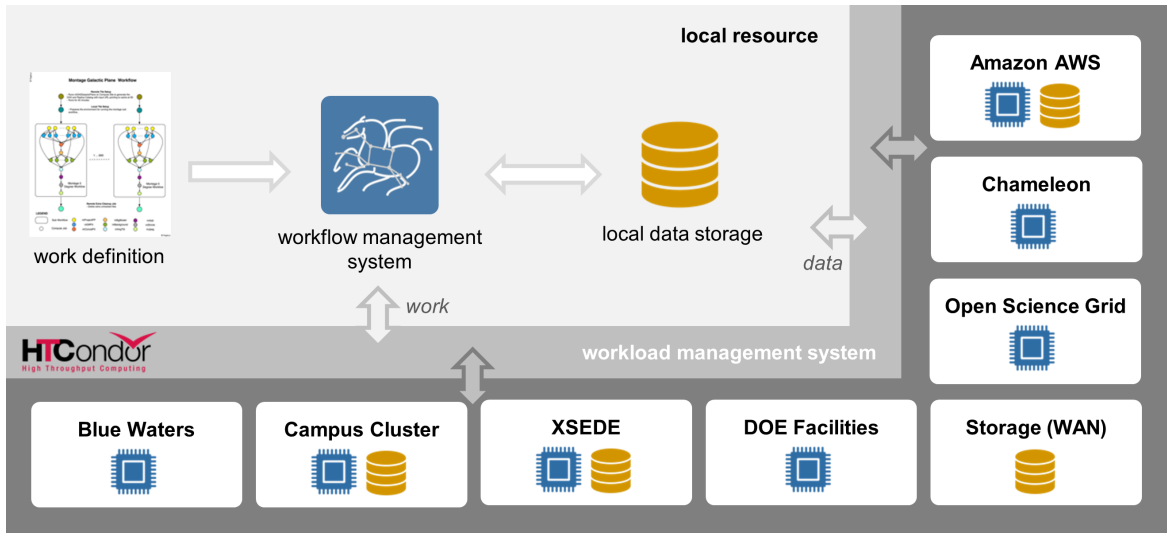 local resource
Montage Galactic Plane Workflow
work definition
workflow management
system
local data storage
work
data
HTCondor
High Throughput Computing
workload management system
Amazon AWS
Chameleon
Open Science Grid
Blue Waters
Campus Cluster
XSEDE
DOE Facilities
Storage (WAN)